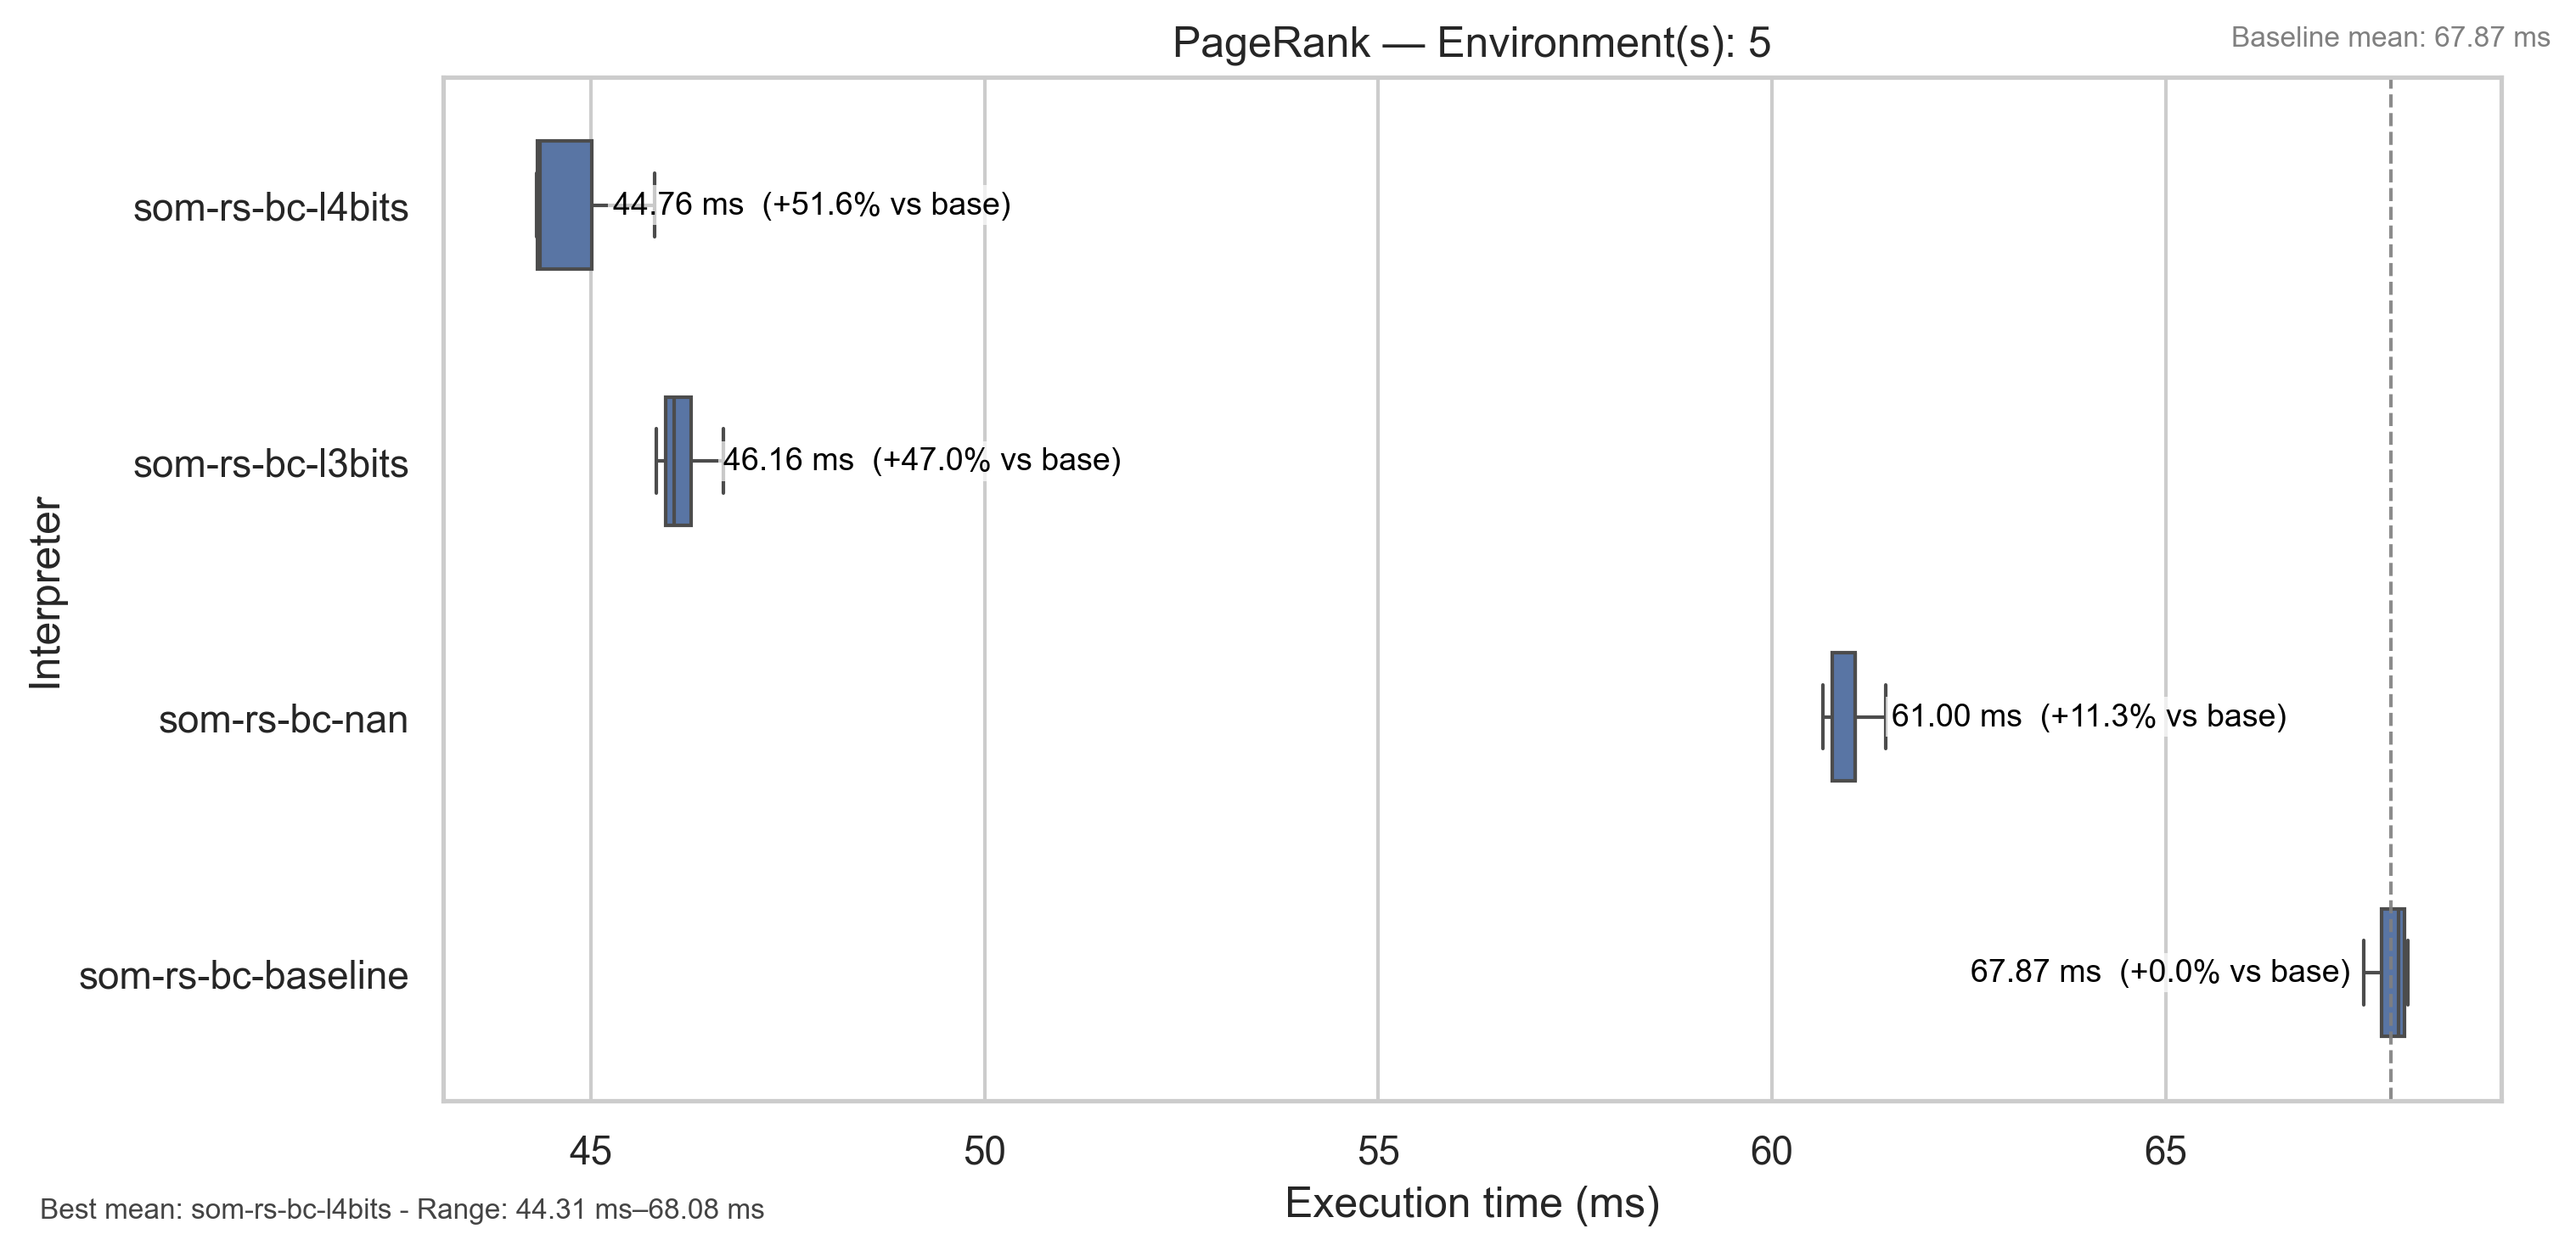 PageRank — Environment(s): 5
Baseline mean: 67.87 ms
Interpreter
som-rs-bc-l4bits
44.76 ms (+51.6% vs base)
som-rs-bc-l3bits
46.16 ms (+47.0% vs base)
som-rs-bc-nan
61.00 ms (+11.3% vs base)
som-rs-bc-baseline
67.87 ms (+0.0% vs base)
45 50 55 60 65
Execution time (ms)
Best mean: som-rs-bc-l4bits - Range: 44.31 ms–68.08 ms